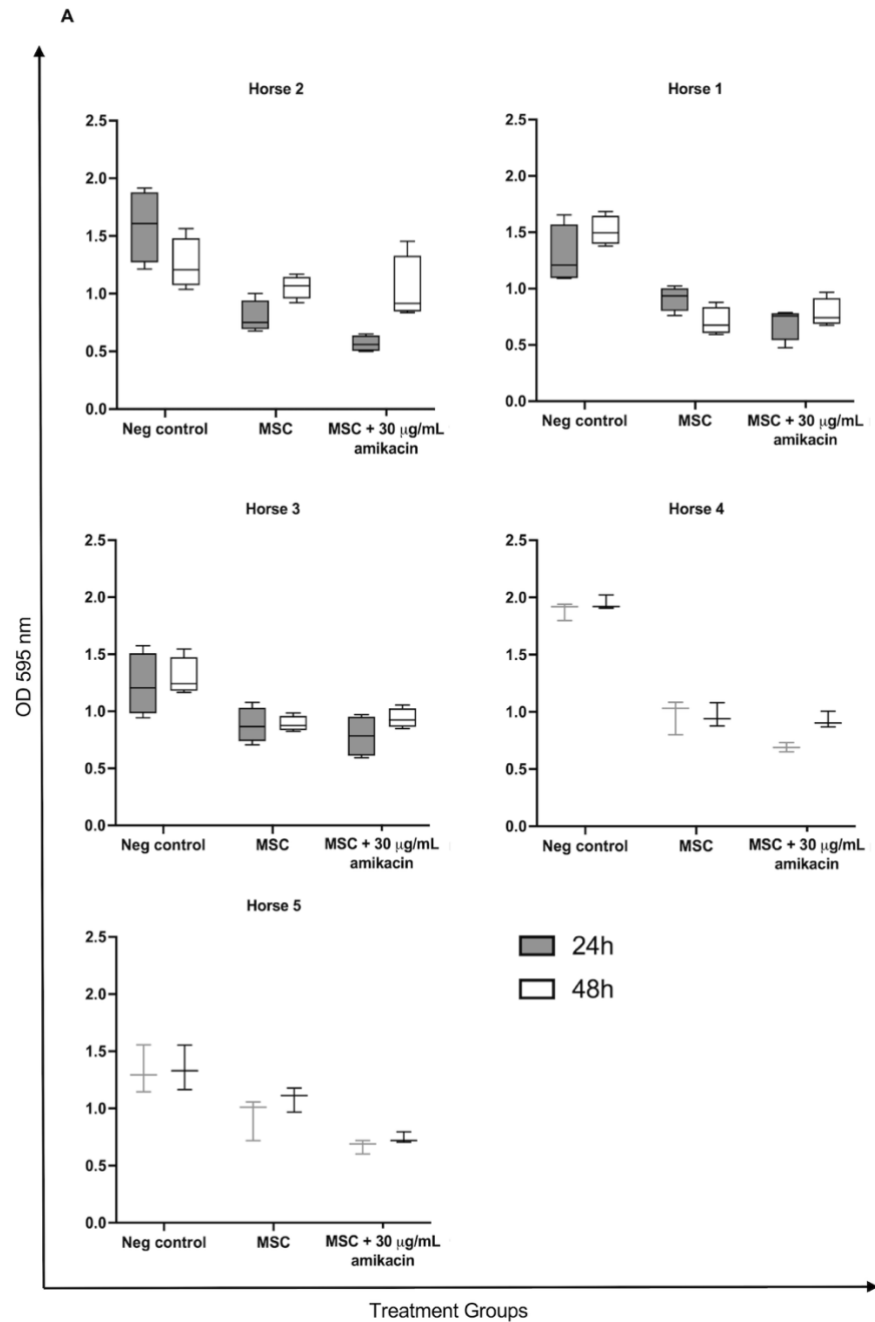 A
Horse 2
2.5
2.0
1.5
1.0
0.5
0.0
Neg control MSC MSC + 30 µg/mL
amikacin
Horse 1
2.5
2.0
1.5
1.0
0.5
0.0
Neg control MSC MSC + 30 µg/mL
amikacin
Horse 3
2.5
2.0
1.5
1.0
0.5
0.0
Neg control MSC MSC + 30 µg/mL
amikacin
Horse 4
2.5
2.0
1.5
1.0
0.5
0.0
Neg control MSC MSC + 30 µg/mL
amikacin
Horse 5
2.5
2.0
1.5
1.0
0.5
0.0
Neg control MSC MSC + 30 µg/mL
amikacin
24h
48h
OD 595 nm
Treatment Groups